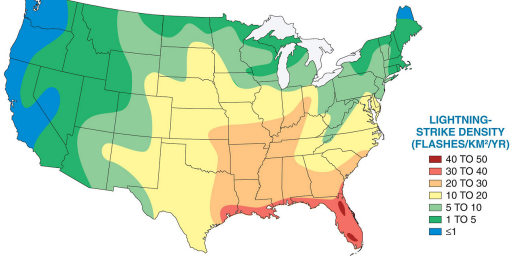 LIGHTNING-
STRIKE DENSITY
(FLASHES/KM²/YR)
40 TO 50
30 TO 40
20 TO 30
10 TO 20
5 TO 10
1 TO 5
≤1